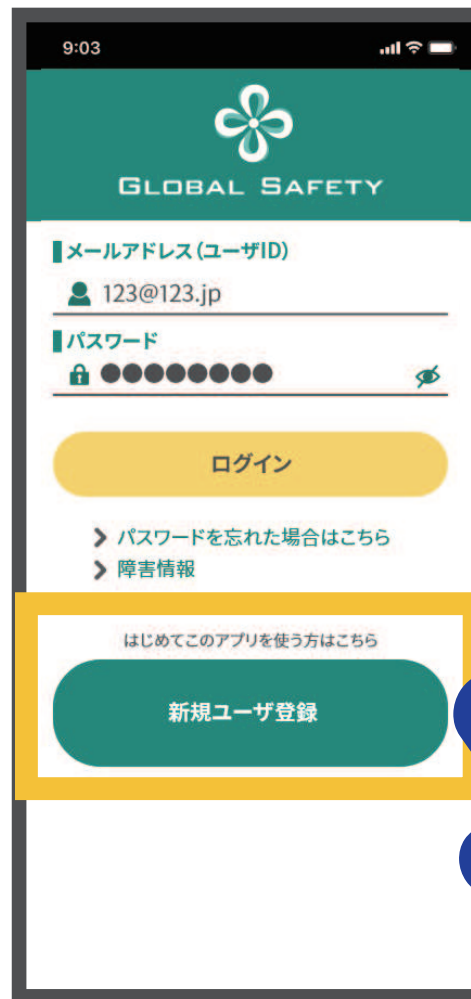 9:03
GLOBAL SAFETY
メールアドレス(ユーザID)
123@123.jp
パスワード
●●●●●●●●
ログイン
パスワードを忘れた場合はこちら
障害情報
はじめてこのアプリを使う方はこちら
新規ユーザ登録